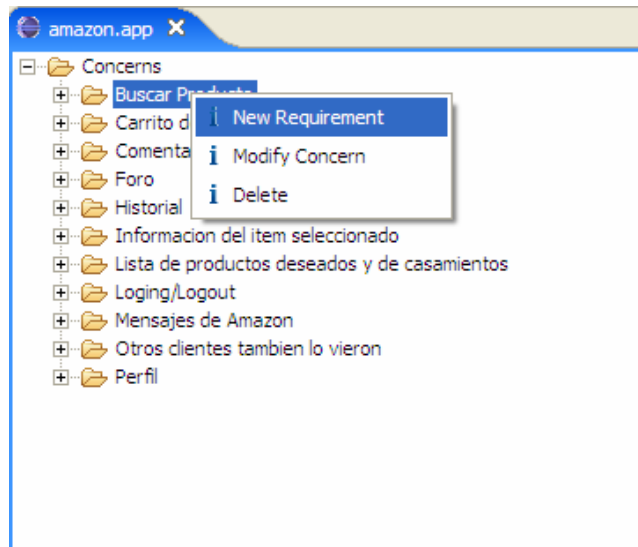 amazon.app
Concerns
Buscar
New Requirement
Carrito d
Modify Concern
Comenta
Foro
Delete
Historial
Informacion del item seleccionado
Lista de productos deseados y de casamientos
Loging/Logout
Mensajes de Amazon
Otros clientes tambien lo vieron
Perfil